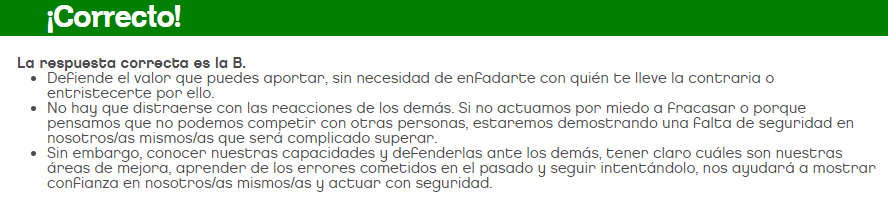 ¡Correcto!
La respuesta correcta es la B.
• Defiende el valor que puedes aportar, sin necesidad de enfadarte con quién te lleve la contraria o
entristecerte por ello.
• No hay que distraerse con las reacciones de los demás. Si no actuamos por miedo a fracasar o porque
pensamos que no podemos competir con otras personas, estaremos demostrando una falta de seguridad en
nosotros/as mismos/as que será complicado superar.
• Sin embargo, conocer nuestras capacidades y defenderlas ante los demás, tener claro cuáles son nuestras
áreas de mejora, aprender de los errores cometidos en el pasado y seguir intentándolo, nos ayudará a mostrar
confianza en nosotros/as mismos/as y actuar con seguridad.